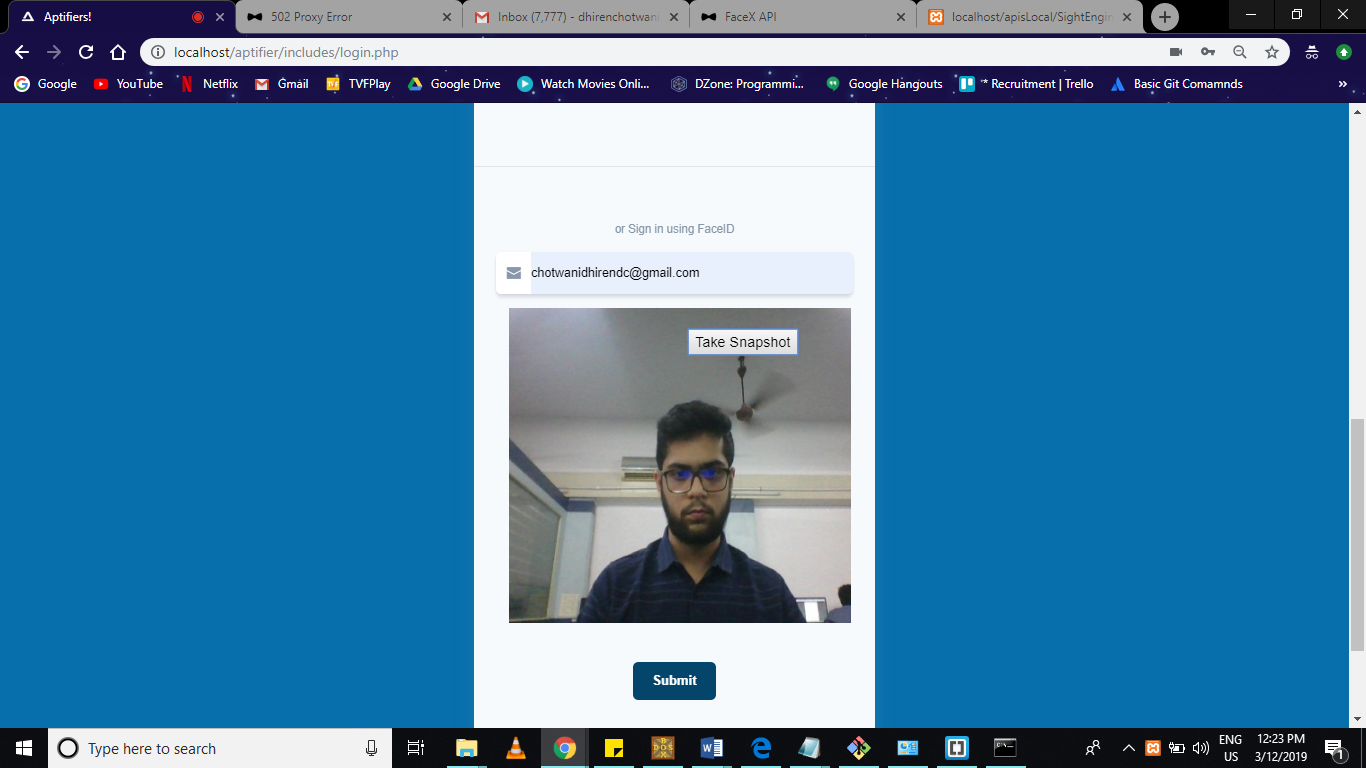 Aptifiers!
502 Proxy Error
Inbox (7,777) - dhirenchotwani
FaceX API
localhost/apisLocal/SightEngin
localhost/aptifier/includes/login.php
Google
YouTube
Netflix
Gmail
TVFPlay
Google Drive
Watch Movies Onli...
DZone: Programmi...
Google Hangouts
"* Recruitment | Trello
Basic Git Comamnds
»
or Sign in using FaceID
chotwanidhirendc@gmail.com
Take Snapshot
Submit
Type here to search
ENG
US
12:23 PM
3/12/2019
1